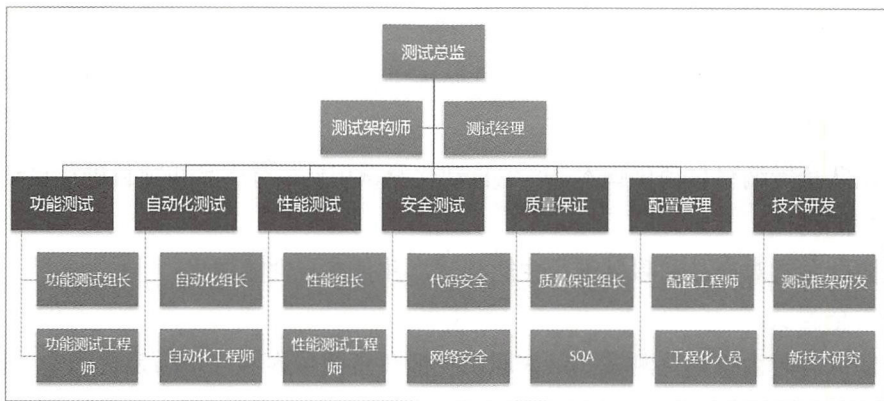 测试总监
测试架构师
测试经理
功能测试
自动化测试
性能测试
安全测试
质量保证
配置管理
技术研发
功能测试组长
自动化组长
性能组长
代码安全
质量保证组长
配置工程师
测试框架研发
功能测试工程
师
自动化工程师
性能测试工程
师
网络安全
SQA
工程化人员
新技术研究